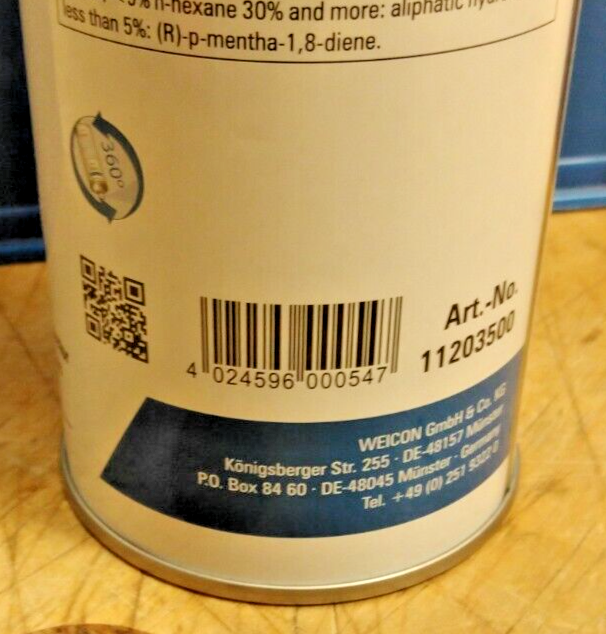 5% n-hexane 30% and more: aliphatic
less than 5%: (R)-p-mentha-1,8-diene.
360°
Art.-No.
11203500
4 024596 000547
WEICON GmbH & Co. KG
Königsberger Str. 255 · DE-48157 Münster
P.O. Box 84 60 · DE-48045 Münster · Germany
Tel. +49 (0) 251 9322 0